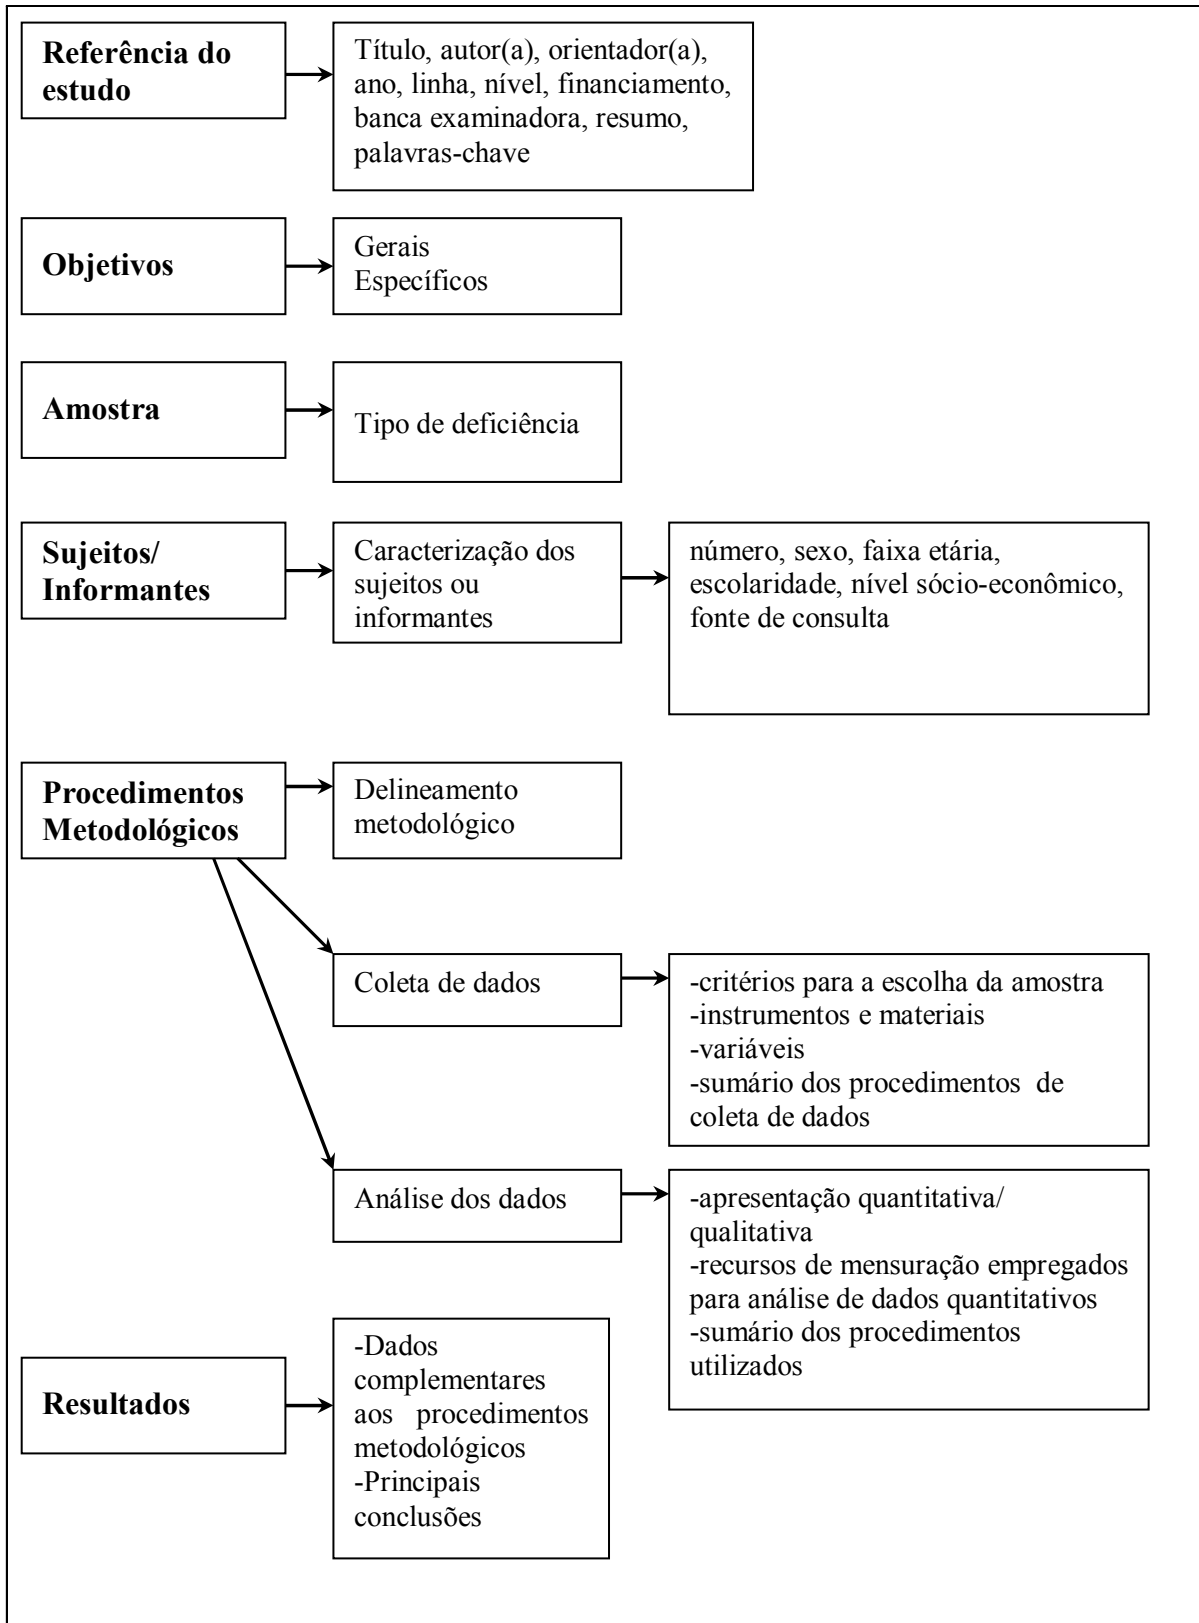 Referência do
estudo
Título, autor(a), orientador(a),
ano, linha, nível, financiamento,
banca examinadora, resumo,
palavras-chave
Objetivos
Gerais
Específicos
Amostra
Tipo de deficiência
Sujeitos/
Informantes
Caracterização dos
sujeitos ou
informantes
número, sexo, faixa etária,
escolaridade, nível sócio-econômico,
fonte de consulta
Procedimentos
Metodológicos
Delineamento
metodológico
Coleta de dados
-critérios para a escolha da amostra
-instrumentos e materiais
-variáveis
-sumário dos procedimentos de
coleta de dados
Análise dos dados
-apresentação quantitativa/
qualitativa
-recursos de mensuração empregados
para análise de dados quantitativos
-sumário dos procedimentos
utilizados
Resultados
-Dados
complementares
aos procedimentos
metodológicos
-Principais
conclusões